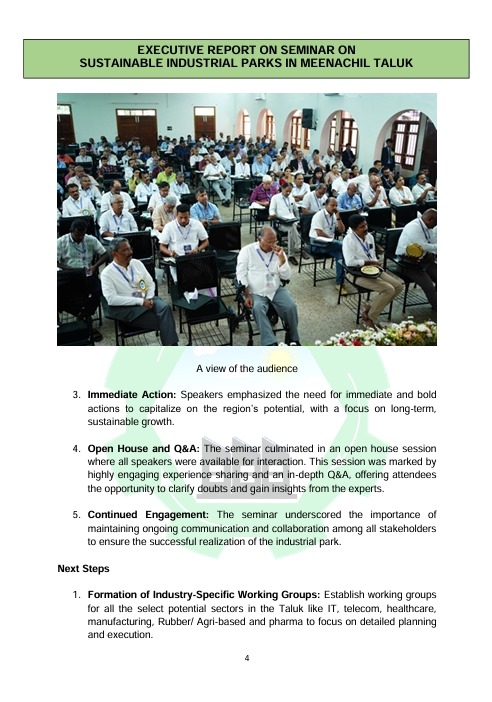 EXECUTIVE REPORT ON SEMINAR ON
SUSTAINABLE INDUSTRIAL PARKS IN MEENACHIL TALUK
A view of the audience
3. Immediate Action: Speakers emphasized the need for immediate and bold
actions to capitalize on the region's potential, with a focus on long-term,
sustainable growth.
4. Open House and Q&A: The seminar culminated in an open house session
where all speakers were available for interaction. This session was marked by
highly engaging experience sharing and an in-depth Q&A, offering attendees
the opportunity to clarify doubts and gain insights from the experts.
5. Continued Engagement: The seminar underscored the importance of
maintaining ongoing communication and collaboration among all stakeholders
to ensure the successful realization of the industrial park.
Next Steps
1. Formation of Industry-Specific Working Groups: Establish working groups
for all the select potential sectors in the Taluk like IT, telecom, healthcare,
manufacturing, Rubber/ Agri-based and pharma to focus on detailed planning
and execution.
4